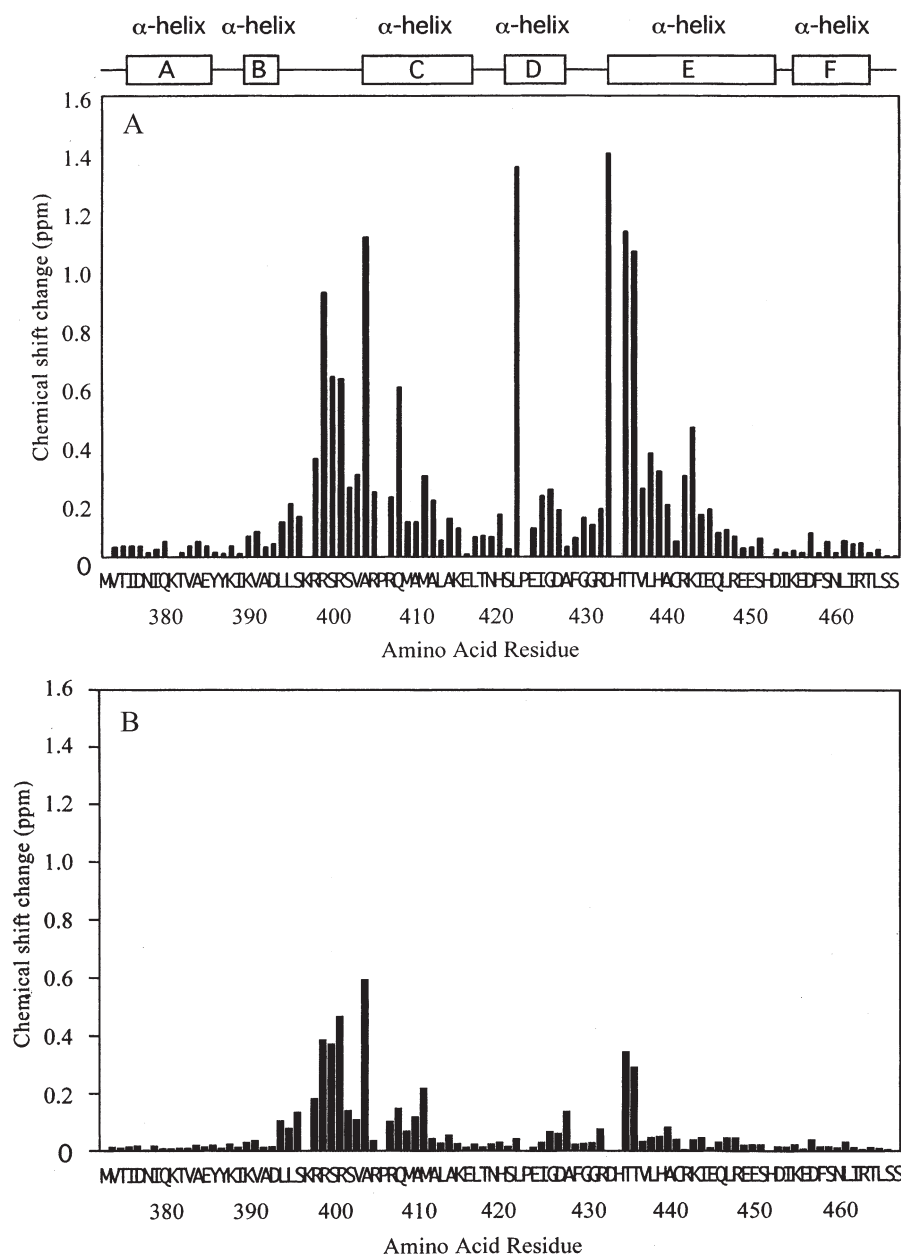 α-helix α-helix α-helix α-helix α-helix α-helix
A B C D E F
A
1.6
1.4
1.2
1.0
0.8
0.6
0.4
0.2
0
Chemical shift change (ppm)
MVTIDNIQKTVAEYYKIKVADLLSKRRSRSVARPRQMAMALAKELTNHSLPEIGDAFGGRDHTTVLHACRKIEQLREESHDIKEDFSNLIRTLSS
380 390 400 410 420 430 440 450 460
Amino Acid Residue
B
1.6
1.4
1.2
1.0
0.8
0.6
0.4
0.2
0
Chemical shift change (ppm)
MVTIDNIQKTVAEYYKIKVADLLSKRRSRSVARPRQMAMALAKELTNHSLPEIGDAFGGRDHTTVLHACRKIEQLREESHDIKEDFSNLIRTLSS
380 390 400 410 420 430 440 450 460
Amino Acid Residue